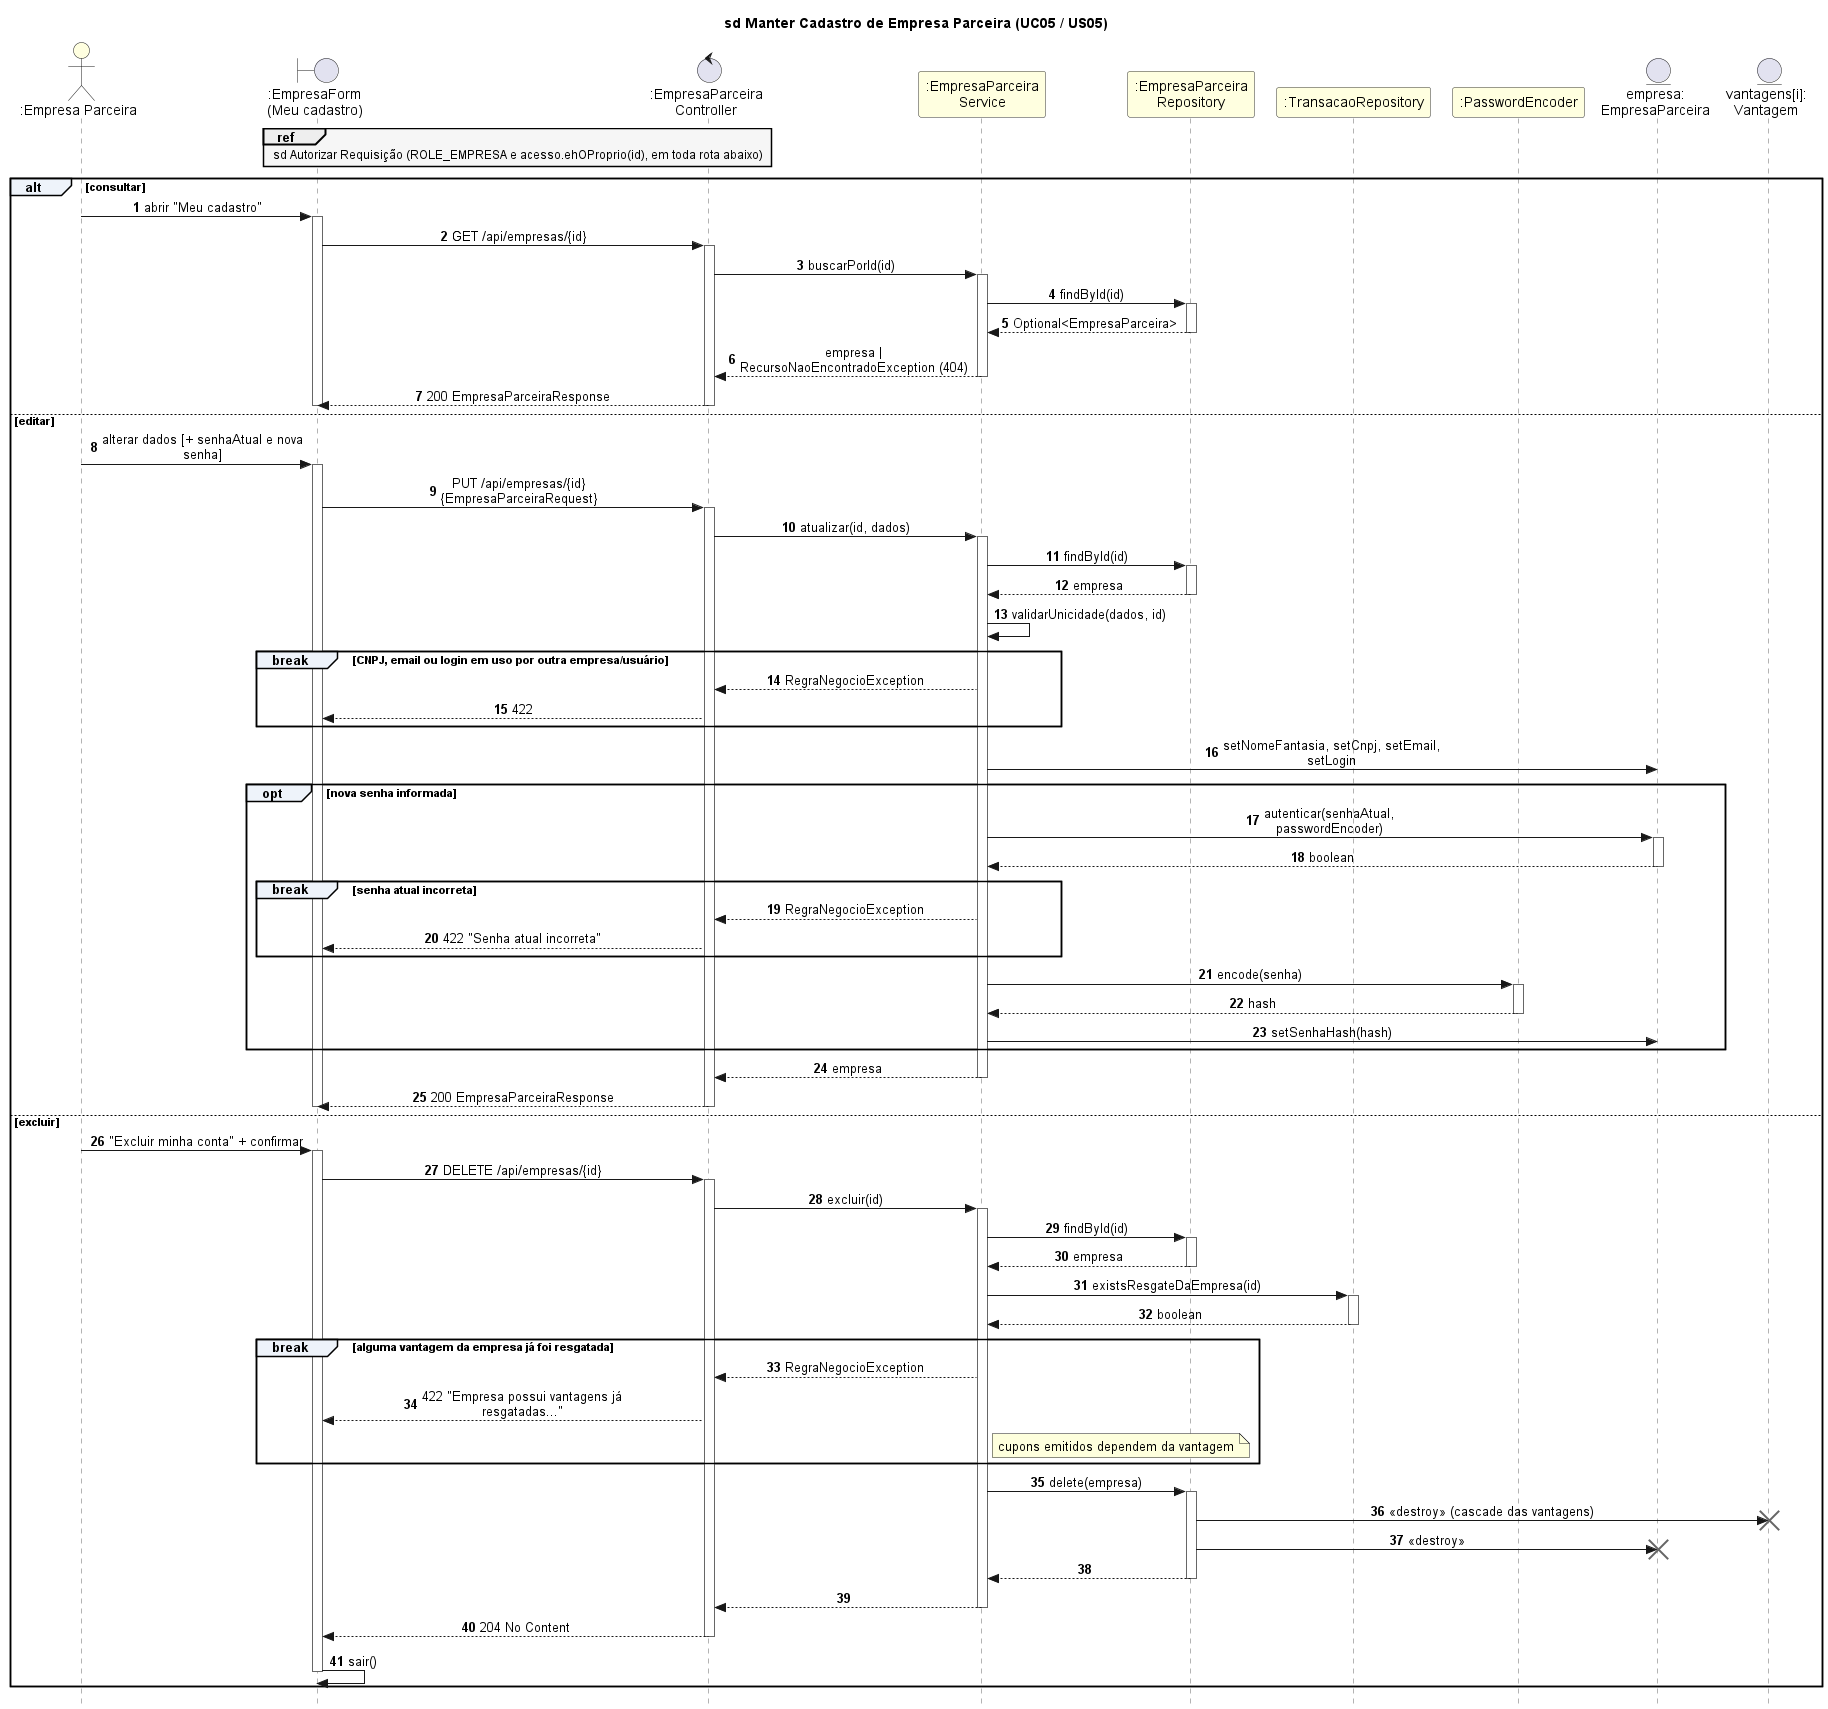 sd Manter Cadastro de Empresa Parceira (UC05 / US05)
:Empresa Parceira
:EmpresaForm
(Meu cadastro)
:EmpresaParceira
Controller
:EmpresaParceira
Service
:EmpresaParceira
Repository
:TransacaoRepository
:PasswordEncoder
empresa:
EmpresaParceira
vantagens[i]:
Vantagem
ref
sd Autorizar Requisição (ROLE_EMPRESA e acesso.ehOProprio(id), em toda rota abaixo)
alt [consultar]
1 abrir "Meu cadastro"
2 GET /api/empresas/{id}
3 buscarPorId(id)
4 findById(id)
5 Optional<EmpresaParceira>
6 empresa |
RecursoNaoEncontradoException (404)
7 200 EmpresaParceiraResponse
[editar]
8 alterar dados [+ senhaAtual e nova
senha]
9 PUT /api/empresas/{id}
{EmpresaParceiraRequest}
10 atualizar(id, dados)
11 findById(id)
12 empresa
13 validarUnicidade(dados, id)
break [CNPJ, email ou login em uso por outra empresa/usuário]
14 RegraNegocioException
15 422
16 setNomeFantasia, setCnpj, setEmail,
setLogin
opt [nova senha informada]
17 autenticar(senhaAtual,
passwordEncoder)
18 boolean
break [senha atual incorreta]
19 RegraNegocioException
20 422 "Senha atual incorreta"
21 encode(senha)
22 hash
23 setSenhaHash(hash)
24 empresa
25 200 EmpresaParceiraResponse
[excluir]
26 "Excluir minha conta" + confirmar
27 DELETE /api/empresas/{id}
28 excluir(id)
29 findById(id)
30 empresa
31 existsResgateDaEmpresa(id)
32 boolean
break [alguma vantagem da empresa já foi resgatada]
33 RegraNegocioException
34 422 "Empresa possui vantagens já
resgatadas..."
cupons emitidos dependem da vantagem
35 delete(empresa)
36 «destroy» (cascade das vantagens)
37 «destroy»
38
39
40 204 No Content
41 sair()